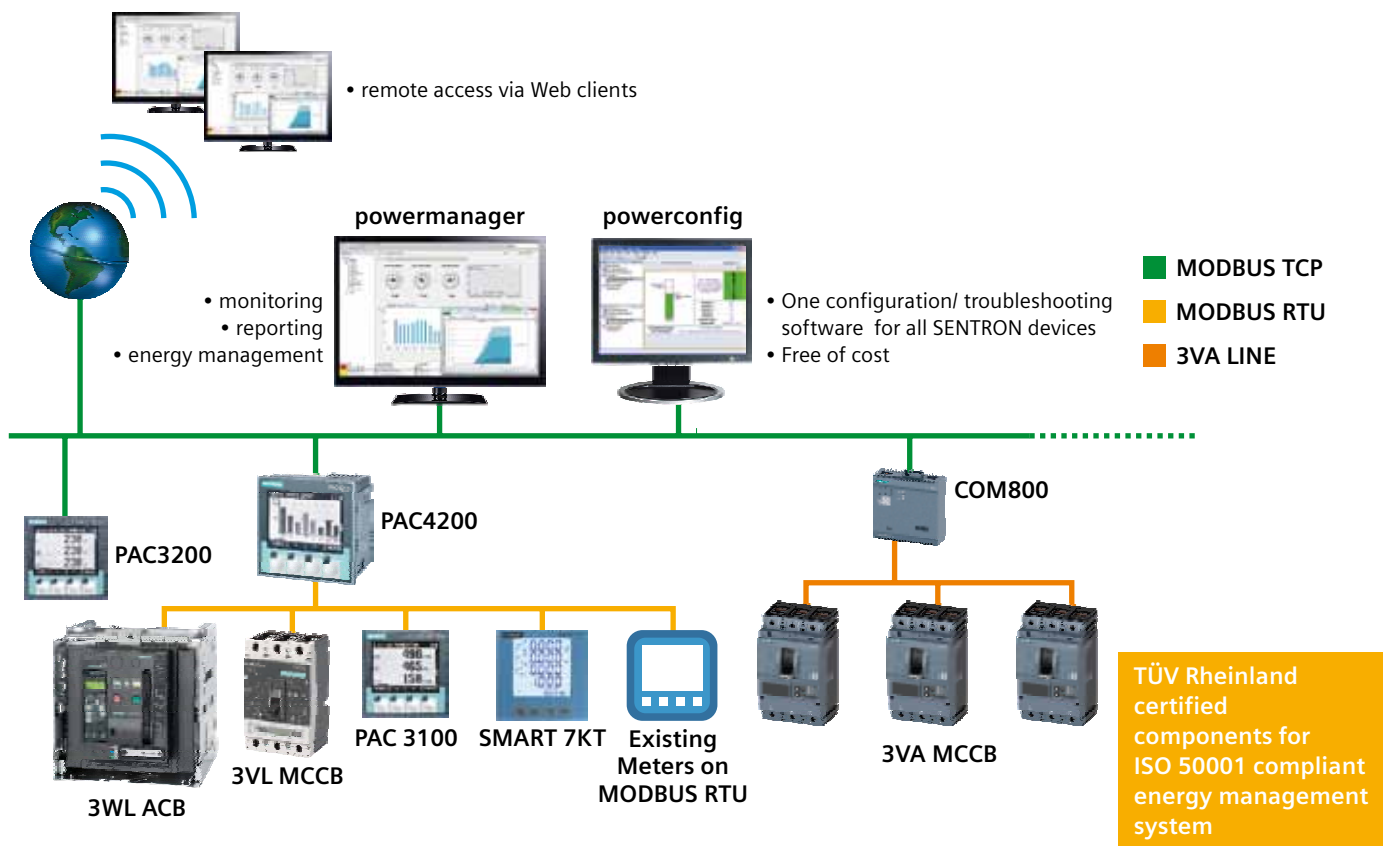 • remote access via Web clients
powermanager
powerconfig
• monitoring
• reporting
• energy management
• One configuration/ troubleshooting
software for all SENTRON devices
• Free of cost
MODBUS TCP
MODBUS RTU
3VA LINE
PAC3200
PAC4200
COM800
3WL ACB
3VL MCCB
PAC 3100
SMART 7KT
Existing
Meters on
MODBUS RTU
3VA MCCB
TÜV Rheinland
certified
components for
ISO 50001 compliant
energy management
system